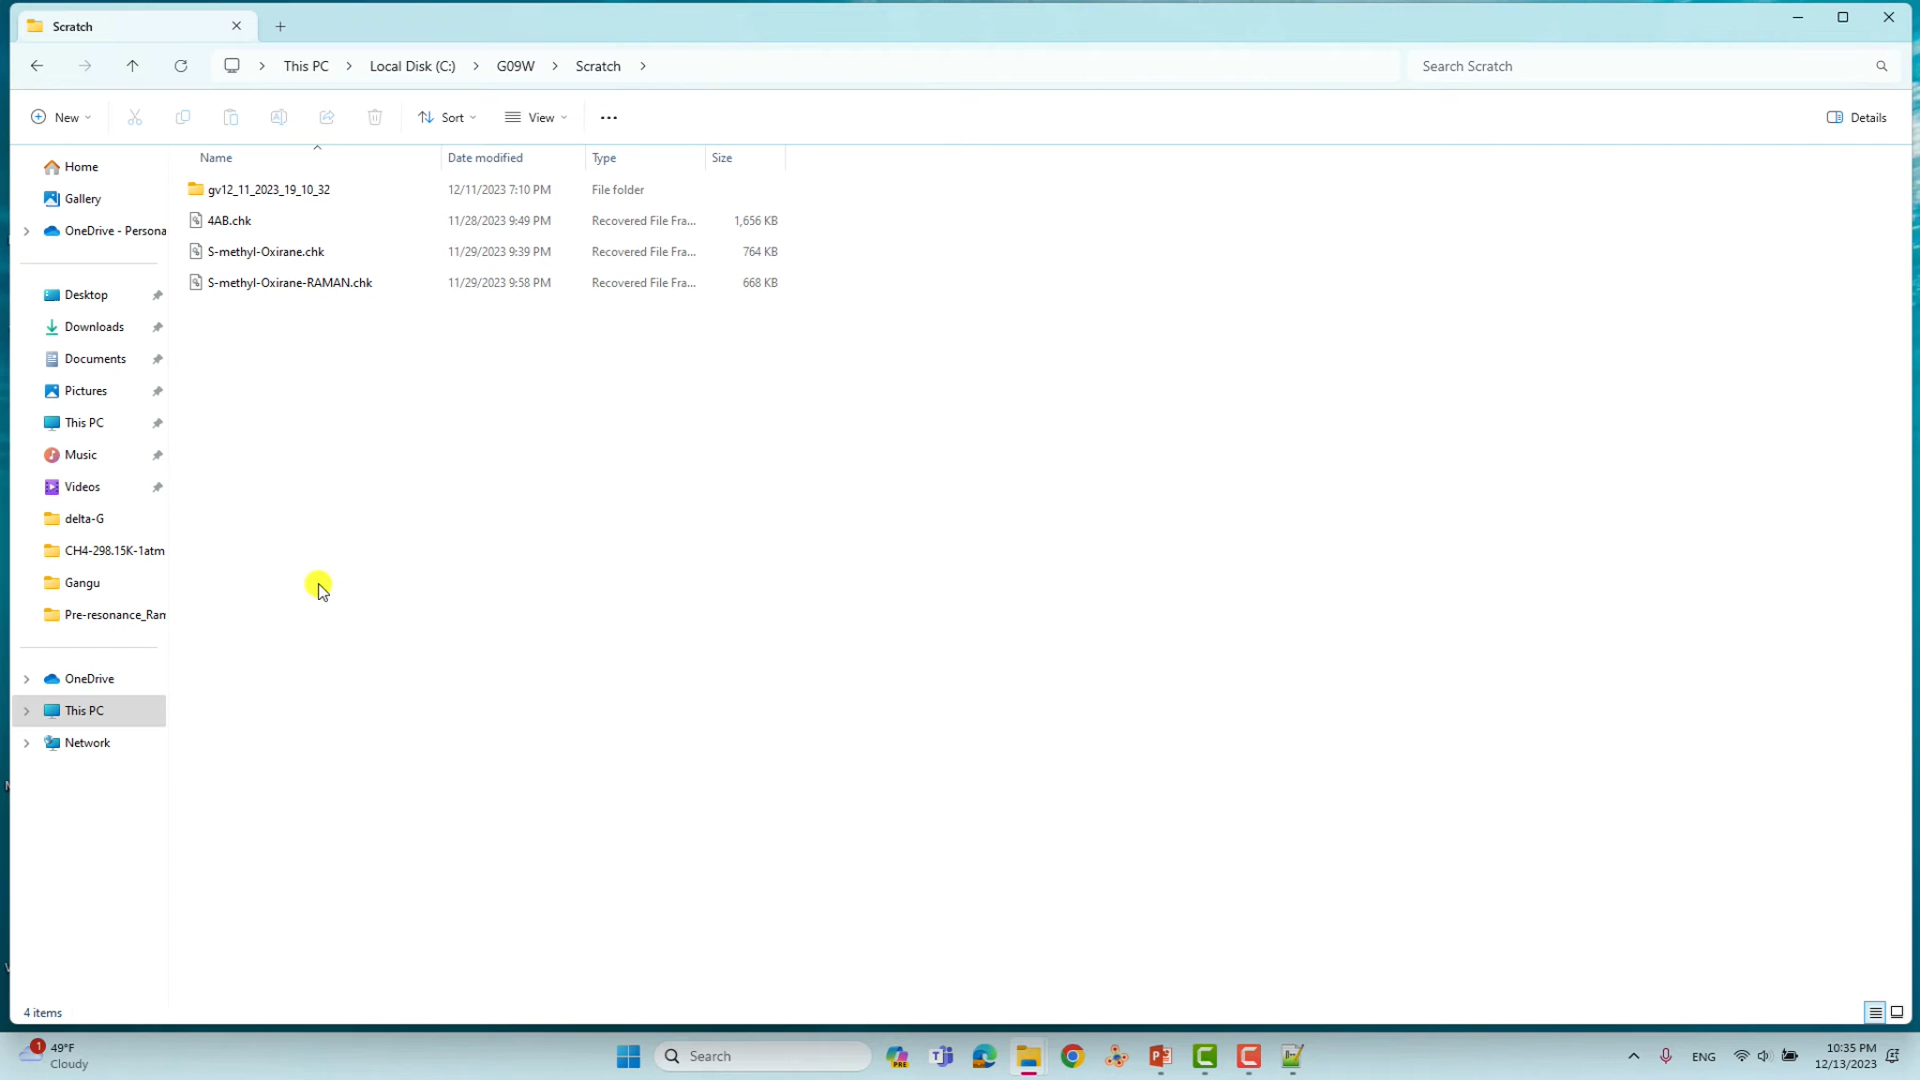 Scratch
This PC
Local Disk (C:)
G09W
Scratch
Search Scratch
New
Sort
View
Details
Name
Date modified
Type
Size
gv12_11_2023_19_10_32 12/11/2023 7:10 PM File folder
4AB.chk 11/28/2023 9:49 PM Recovered File Fra... 1,656 KB
S-methyl-Oxirane.chk 11/29/2023 9:39 PM Recovered File Fra... 764 KB
S-methyl-Oxirane-RAMAN.chk 11/29/2023 9:58 PM Recovered File Fra... 668 KB
Home
Gallery
OneDrive - Persona
Desktop
Downloads
Documents
Pictures
This PC
Music
Videos
delta-G
CH4-298.15K-1atm
Gangu
Pre-resonance_Ram
OneDrive
This PC
Network
4 items
1
49°F
Cloudy
Search
PRE
ENG
10:35 PM
12/13/2023